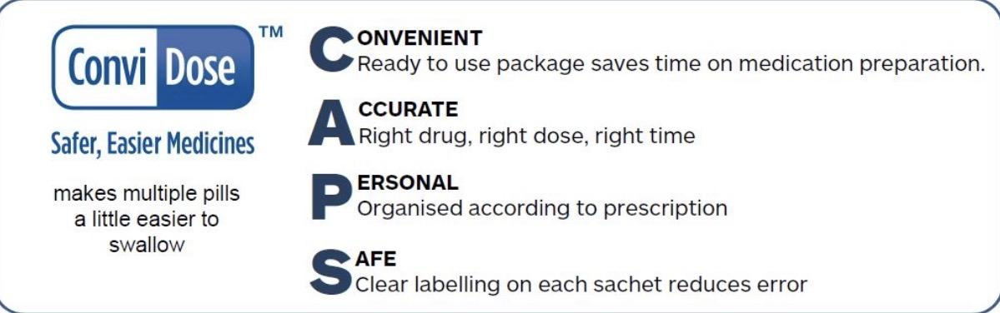 Convi Dose TM
Safer, Easier Medicines
makes multiple pills
a little easier to
swallow
CONVENIENT
Ready to use package saves time on medication preparation.
ACCURATE
Right drug, right dose, right time
PERSONAL
Organised according to prescription
SAFE
Clear labelling on each sachet reduces error